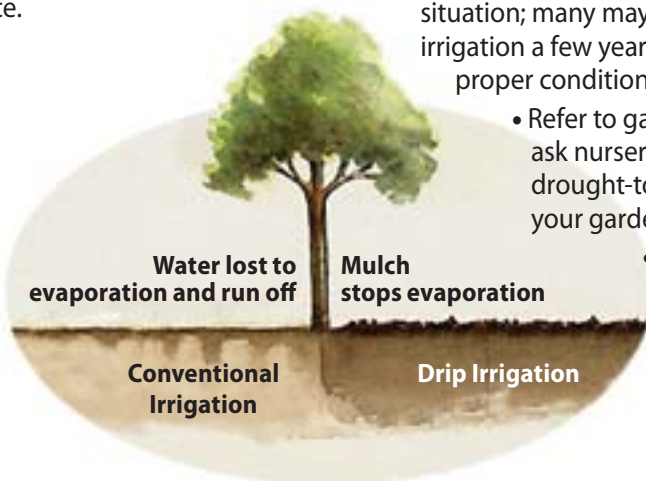 situation; many may
irrigation a few year
proper condition
• Refer to ga
ask nurser
drought-to
your garde
•
Water lost to
evaporation and run off
Mulch
stops evaporation
Conventional
Irrigation
Drip Irrigation